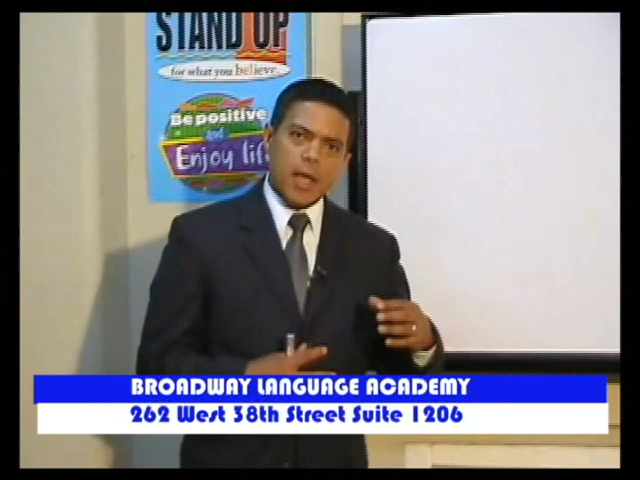 STAND UP
for what you believe.
Be positive
and
Enjoy
BROADWAY LANGUAGE ACADEMY
262 West 38th Street Suite 1206